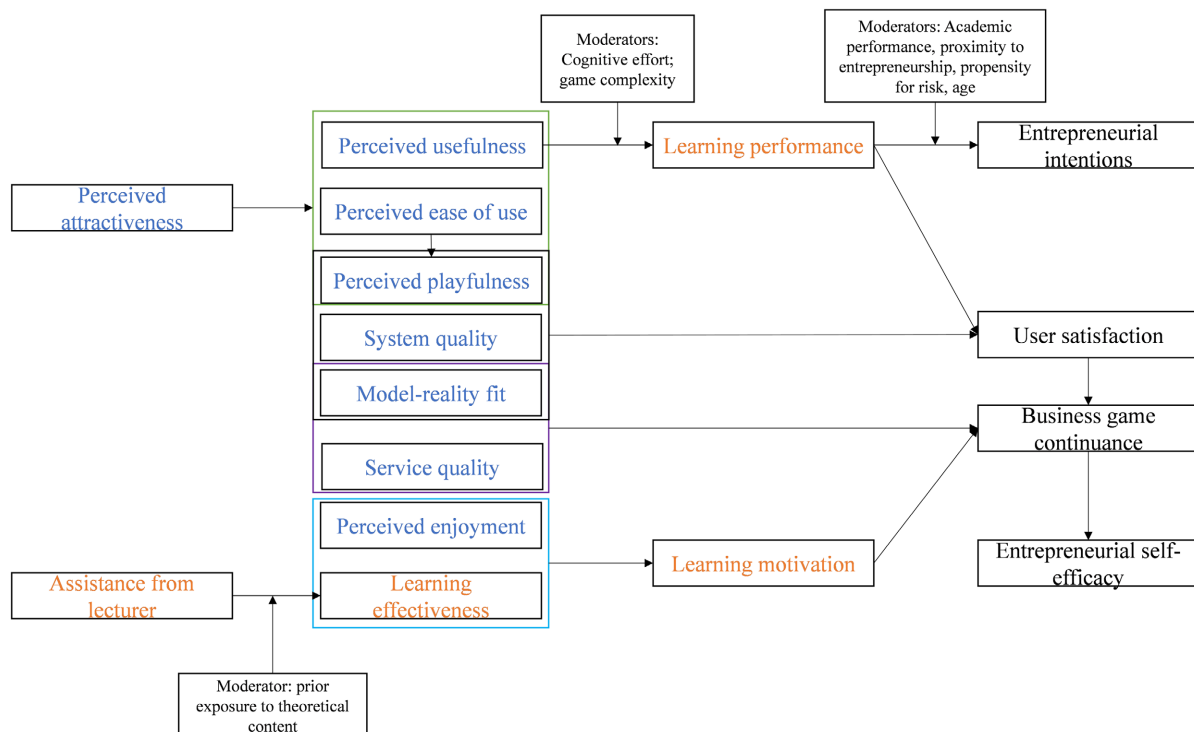 Moderators:
Cognitive effort;
game complexity
Moderators: Academic
performance, proximity to
entrepreneurship, propensity
for risk, age
Perceived usefulness
Learning performance
Entrepreneurial
intentions
Perceived
attractiveness
Perceived ease of use
Perceived playfulness
System quality
User satisfaction
Model-reality fit
Business game
continuance
Service quality
Perceived enjoyment
Learning motivation
Entrepreneurial self-
efficacy
Assistance from
lecturer
Learning
effectiveness
Moderator: prior
exposure to theoretical
content